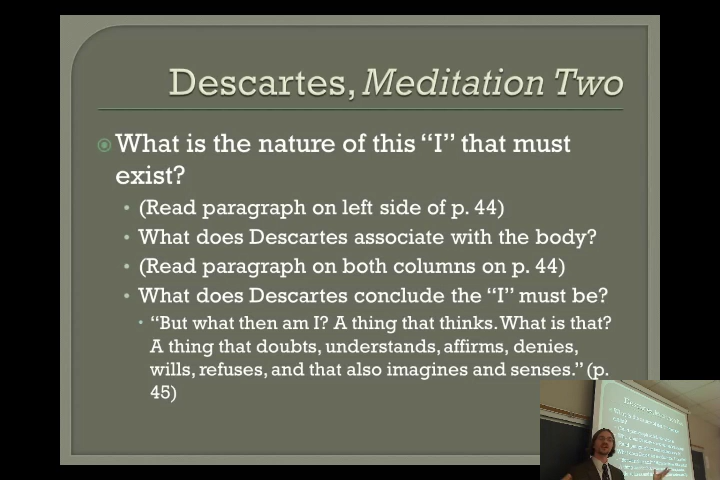 Descartes, Meditation Two
What is the nature of this “I” that must
exist?
(Read paragraph on left side of p. 44)
What does Descartes associate with the body?
(Read paragraph on both columns on p. 44)
What does Descartes conclude the “I” must be?
“But what then am I? A thing that thinks. What is that?
A thing that doubts, understands, affirms, denies,
wills, refuses, and that also imagines and senses.” (p.
45)